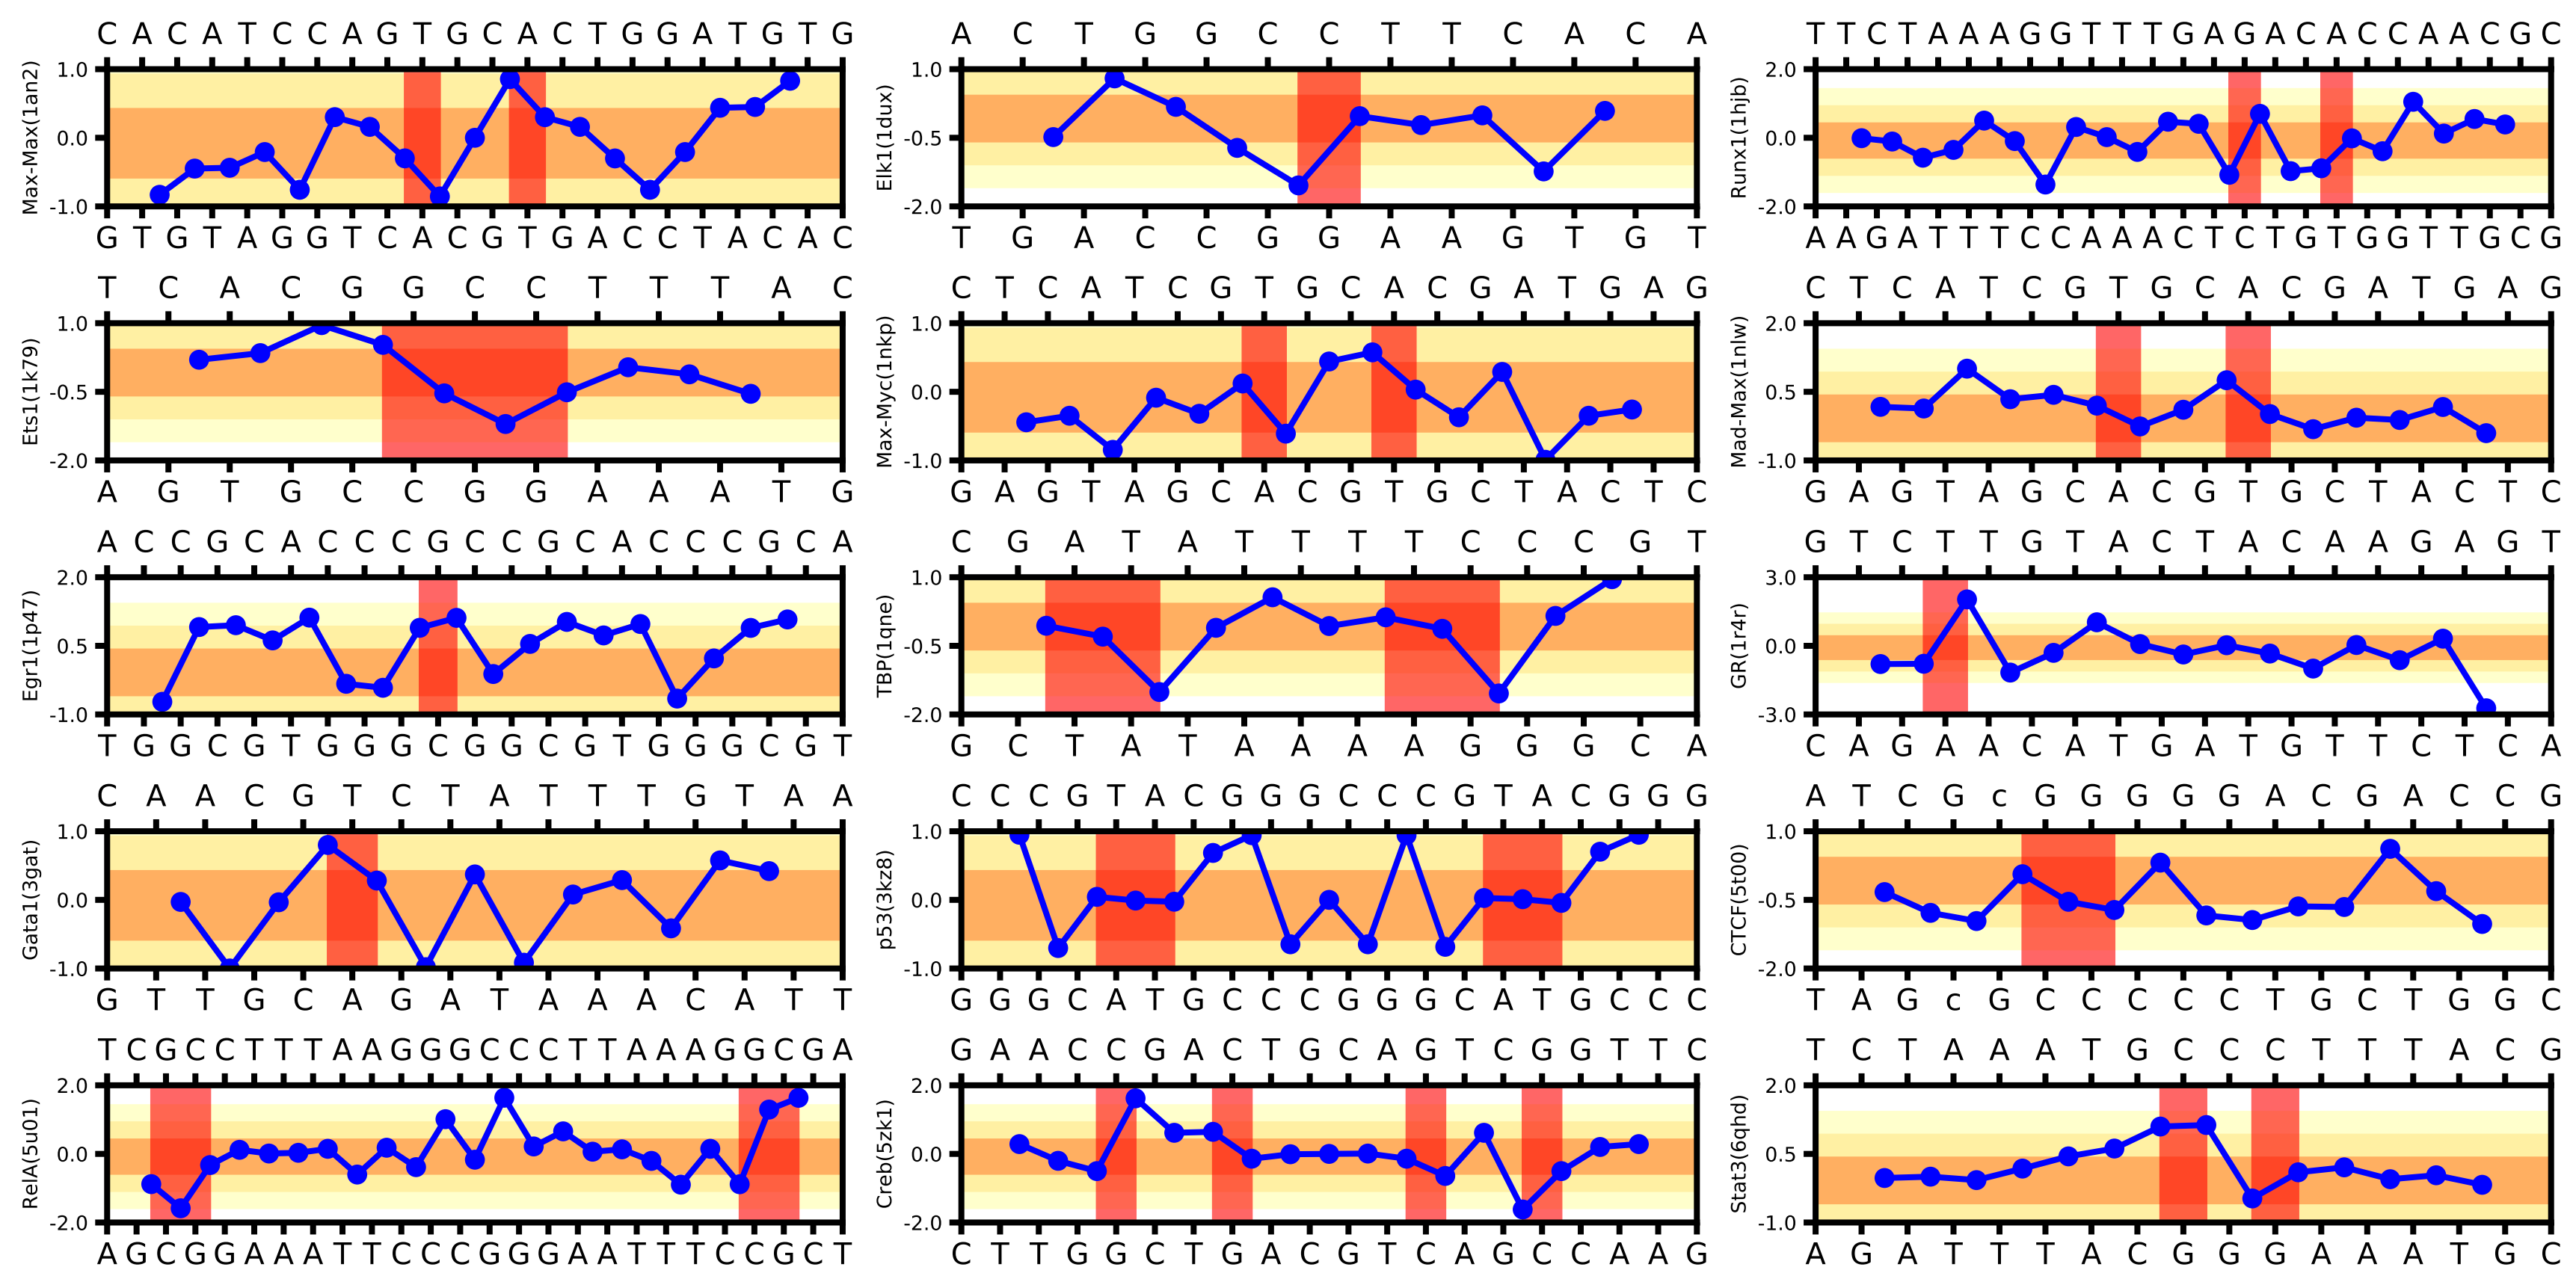 C A C A T C C A G T G C A C T G G A T G T G
Max-Max(1an2)
1.0
0.0
-1.0
G T G T A G G T C A C G T G A C C T A C A C
A C T G G C C T T C A C A
Elk1(1dux)
1.0
-0.5
-2.0
T G A C C G G A A G T G T
T T C T A A A G G T T T G A G A C A C C A A C G C
Runx1(1hjb)
2.0
0.0
-2.0
A A G A T T T C C A A A C T C T G T G G T T G C G
T C A C G G C C T T T A C
Ets1(1k79)
1.0
-0.5
-2.0
A G T G C C G G A A A T G
C T C A T C G T G C A C G A T G A G
Max-Myc(1nkp)
1.0
0.0
-1.0
G A G T A G C A C G T G C T A C T C
C T C A T C G T G C A C G A T G A G
Mad-Max(1nlw)
2.0
0.5
-1.0
G A G T A G C A C G T G C T A C T C
A C C G C A C C C G C C G C A C C C G C A
Egr1(1p47)
2.0
0.5
-1.0
T G G C G T G G G C G G C G T G G G C G T
C G A T A T T T T C C C G T
TBP(1qne)
1.0
-0.5
-2.0
G C T A T A A A A G G G C A
G T C T T G T A C T A C A A G A G T
GR(1r4r)
3.0
0.0
-3.0
C A G A A C A T G A T G T T C T C A
C A A C G T C T A T T T G T A A
Gata1(3gat)
1.0
0.0
-1.0
G T T G C A G A T A A A C A T T
C C C G T A C G G G C C C G T A C G G G
p53(3kz8)
1.0
0.0
-1.0
G G G C A T G C C C G G G C A T G C C C
A T C G c G G G G G A C G A C C G
CTCF(5t00)
1.0
-0.5
-2.0
T A G c G C C C C C T G C T G G C
T C G C C T T T A A G G G C C C T T A A A G G C G A
RelA(5u01)
2.0
0.0
-2.0
A G C G G A A A T T C C C G G G A A T T T C C G C T
G A A C C G A C T G C A G T C G G T T C
Creb(5zk1)
2.0
0.0
-2.0
C T T G G C T G A C G T C A G C C A A G
T C T A A A T G C C C T T T A C G
Stat3(6qhd)
2.0
0.5
-1.0
A G A T T T A C G G G A A A T G C